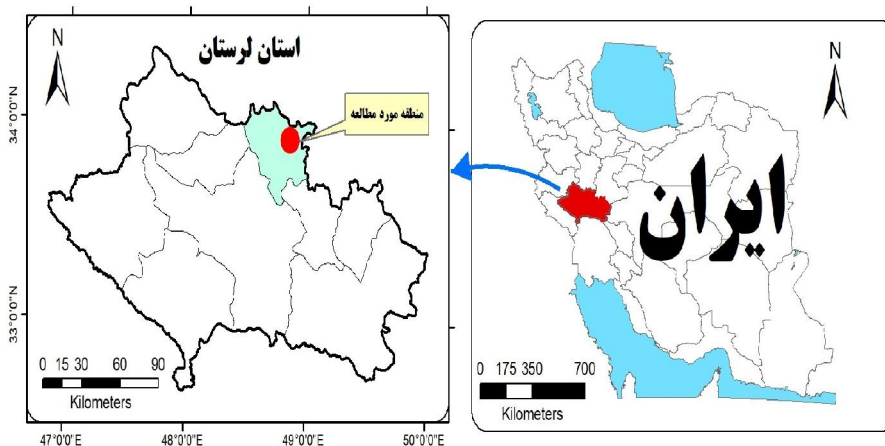 N
استان لرستان
منطقه مورد مطالعه
34°0'0"N
33°0'0"N
0 15 30 60 90
Kilometers
47°0'0"E
48°0'0"E
49°0'0"E
50°0'0"E
N
ایران
0 175 350 700
Kilometers